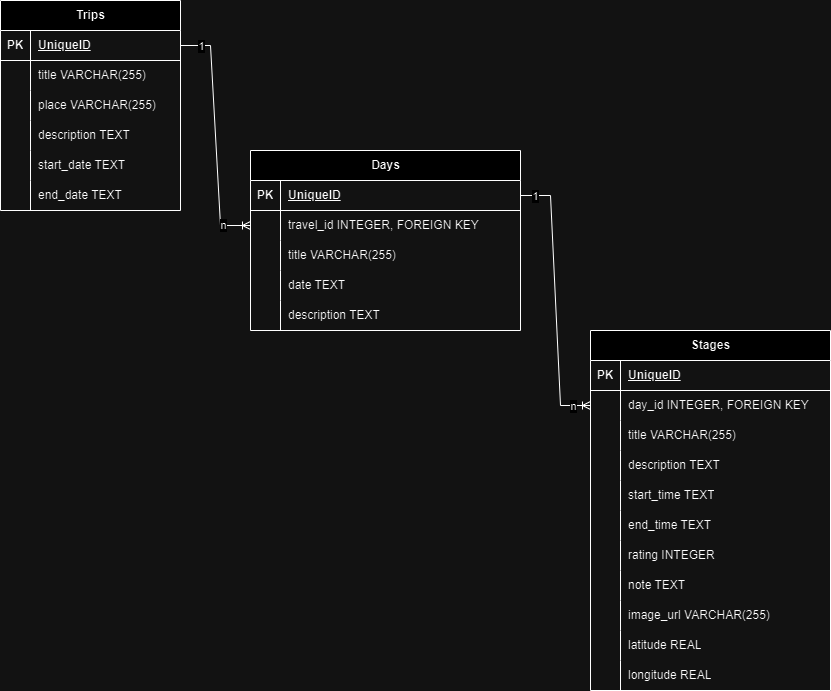 Trips
PK UniqueID
title VARCHAR(255)
place VARCHAR(255)
description TEXT
start_date TEXT
end_date TEXT
1
n
Days
PK UniqueID
travel_id INTEGER, FOREIGN KEY
title VARCHAR(255)
date TEXT
description TEXT
1
n
Stages
PK UniqueID
day_id INTEGER, FOREIGN KEY
title VARCHAR(255)
description TEXT
start_time TEXT
end_time TEXT
rating INTEGER
note TEXT
image_url VARCHAR(255)
latitude REAL
longitude REAL